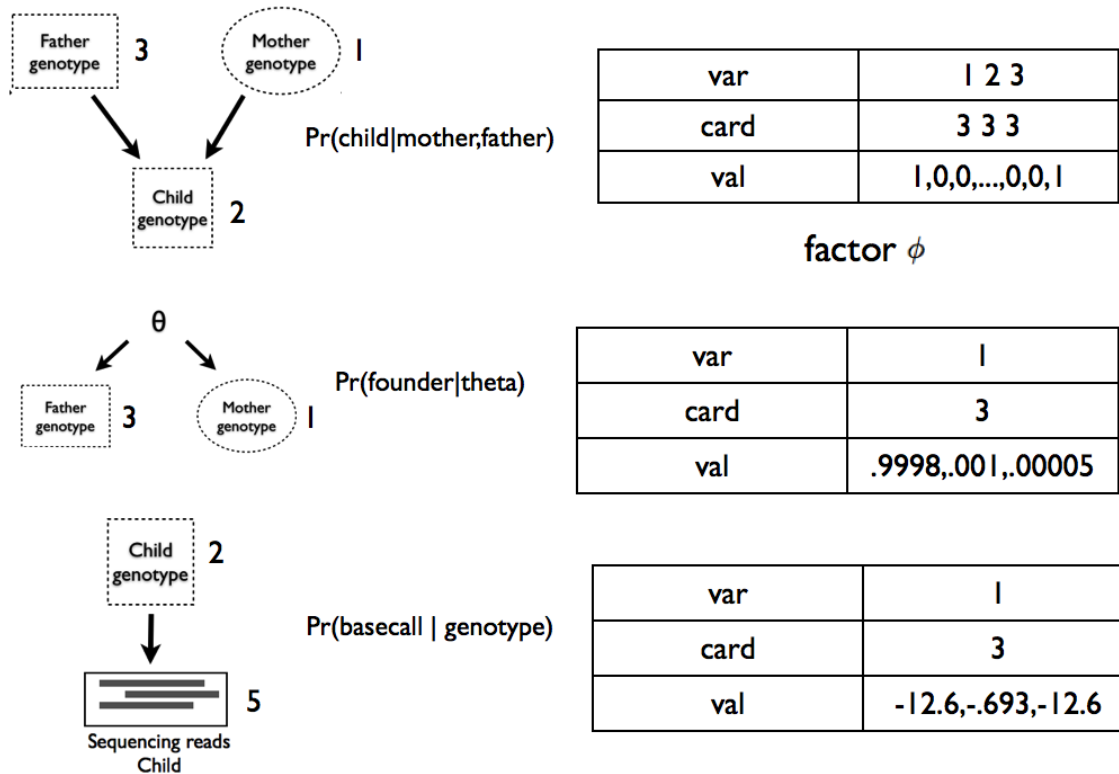 Father
genotype
3
Mother
genotype
1
Child
genotype
2
Pr(child|mother,father)
var 1 2 3
card 3 3 3
val 1,0,0,...,0,0,1
factor ϕ
θ
Father
genotype
3
Mother
genotype
1
Pr(founder|theta)
var 1
card 3
val .9998,.001,.00005
Child
genotype
2
5
Sequencing reads
Child
Pr(basecall | genotype)
var 1
card 3
val -12.6,-.693,-12.6